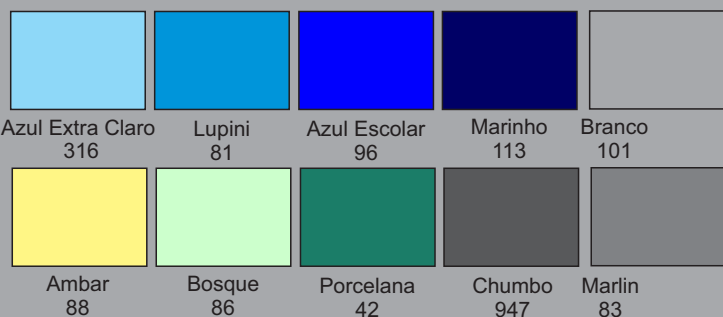 Azul Extra Claro Lupini Azul Escolar Marinho Branco
316 81 96 113 101
Ambar Bosque Porcelana Chumbo Marlin
88 86 42 947 83